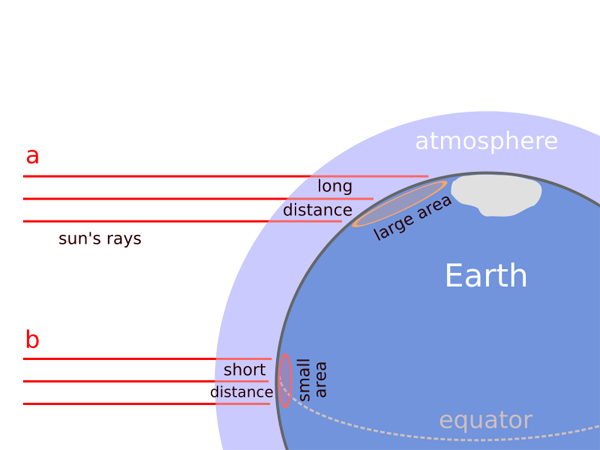 atmosphere
a
long
distance
large area
sun's rays
Earth
b
short
distance
small
area
equator